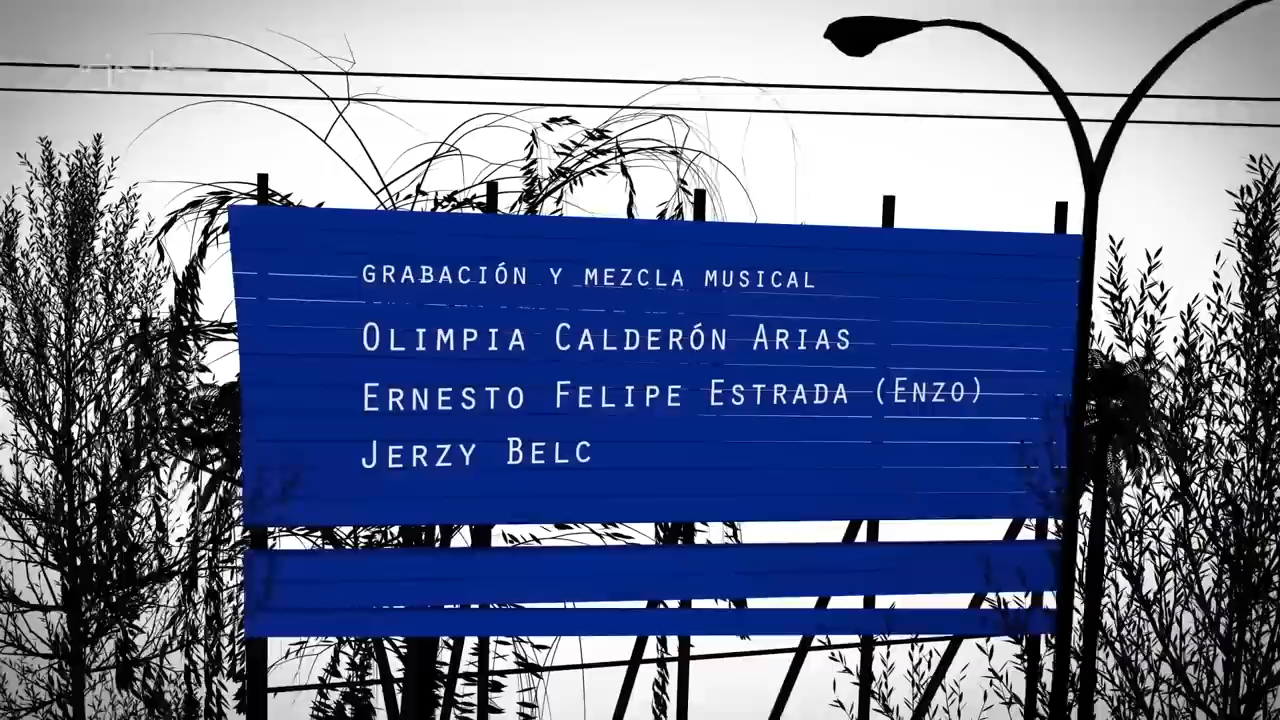 GRABACIÓN Y MEZCLA MUSICAL
OLIMPIA CALDERÓN ARIAS
ERNESTO FELIPE ESTRADA (ENZO)
JERZY BELC